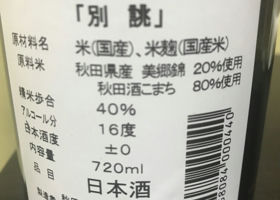 「別 誂」
原材料名 米(国産)、米麹(国産米)
原料米 秋田県産 美郷錦 20%使用
秋田酒こまち 80%使用
精米歩合 40%
アルコール分 16度
日本酒度 ±0
内容量 720ml
品目 日本酒